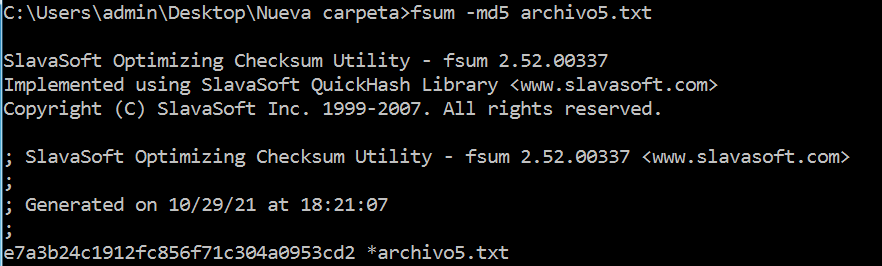 C:\Users\admin\Desktop\Nueva carpeta>fsum -md5 archivo5.txt
SlavaSoft Optimizing Checksum Utility - fsum 2.52.00337
Implemented using SlavaSoft QuickHash Library <www.slavasoft.com>
Copyright (C) SlavaSoft Inc. 1999-2007. All rights reserved.
; SlavaSoft Optimizing Checksum Utility - fsum 2.52.00337 <www.slavasoft.com>
;
; Generated on 10/29/21 at 18:21:07
;
e7a3b24c1912fc856f71c304a0953cd2 *archivo5.txt